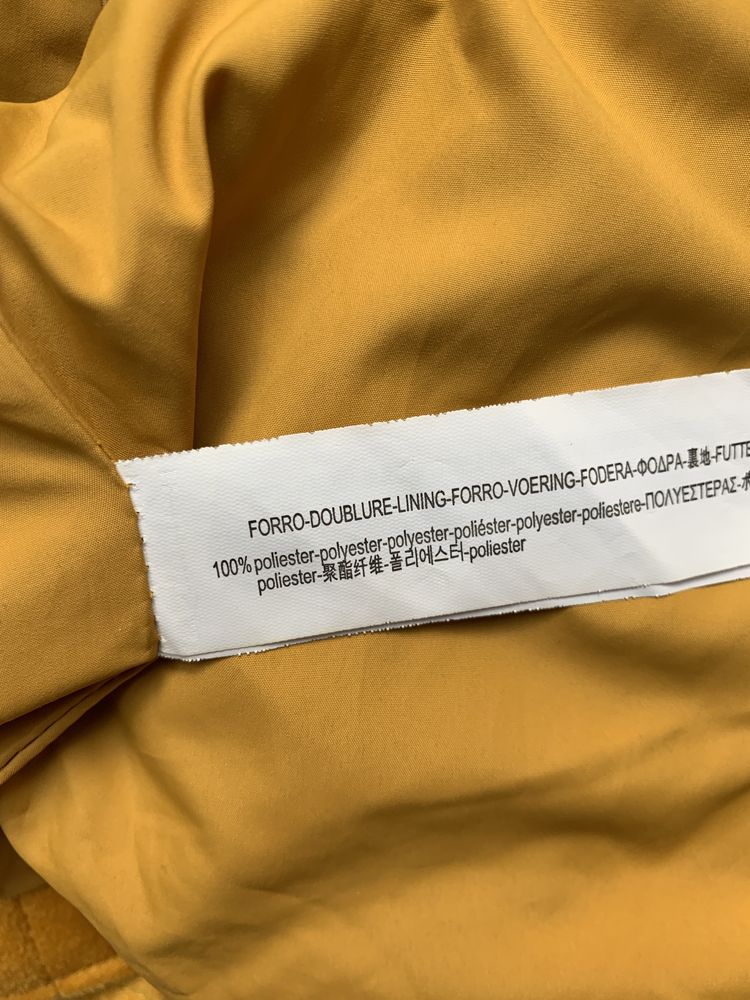 FORRO-DOUBLURE-LINING-FORRO-VOERING-FODERA-ΦΟΔΡΑ-裏地-FUTTE
100% poliester-polyester-polyester-poliéster-polyester-poliestere-ΠΟΛΥΕΣΤΕΡΑΣ-ポ
poliester-聚酯纤维-폴리에스터-poliester